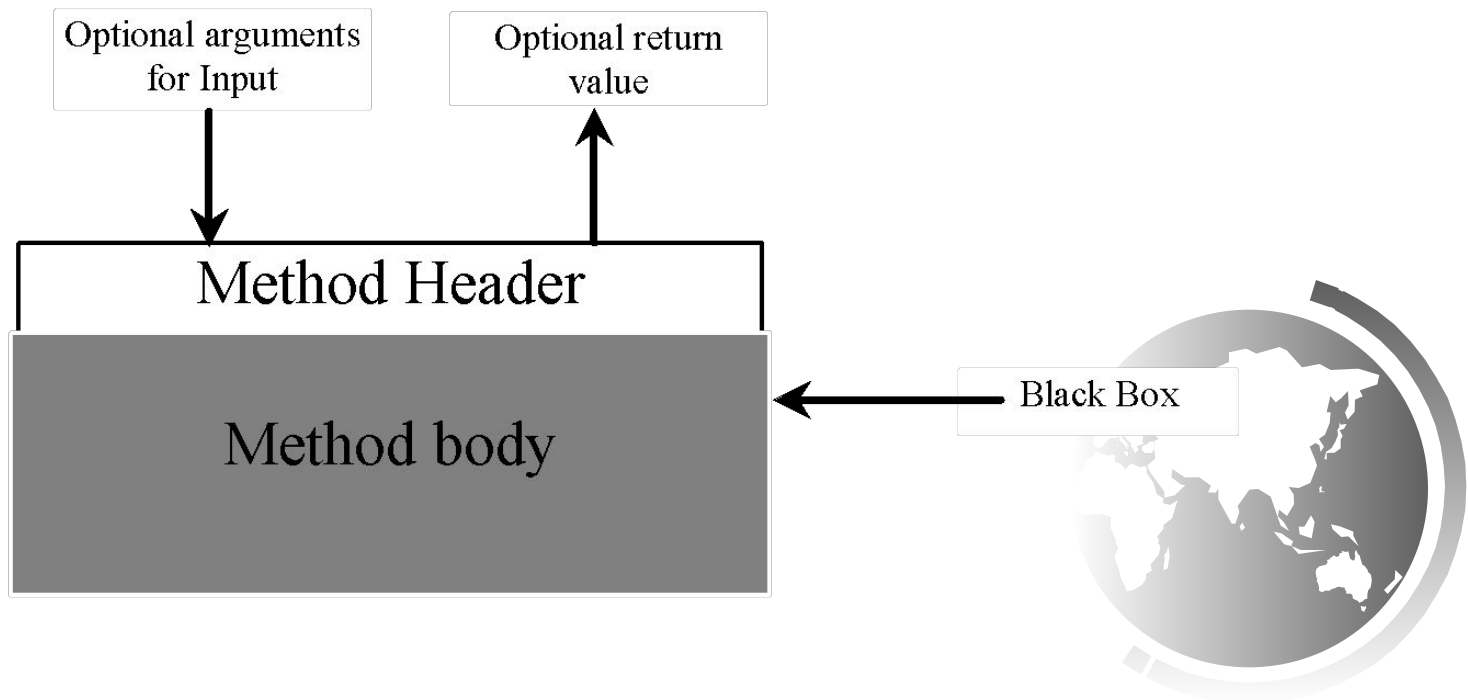 Optional arguments
for Input
Optional return
value
Method Header
Method body
Black Box